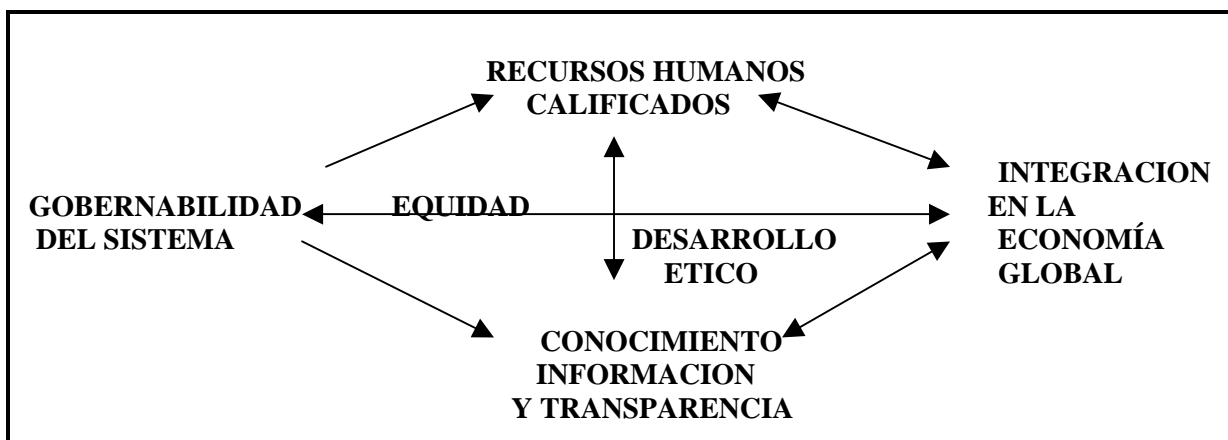 RECURSOS HUMANOS
CALIFICADOS
GOBERNABILIDAD
DEL SISTEMA
EQUIDAD
DESARROLLO
ETICO
INTEGRACION
EN LA
ECONOMÍA
GLOBAL
CONOCIMIENTO
INFORMACION
Y TRANSPARENCIA